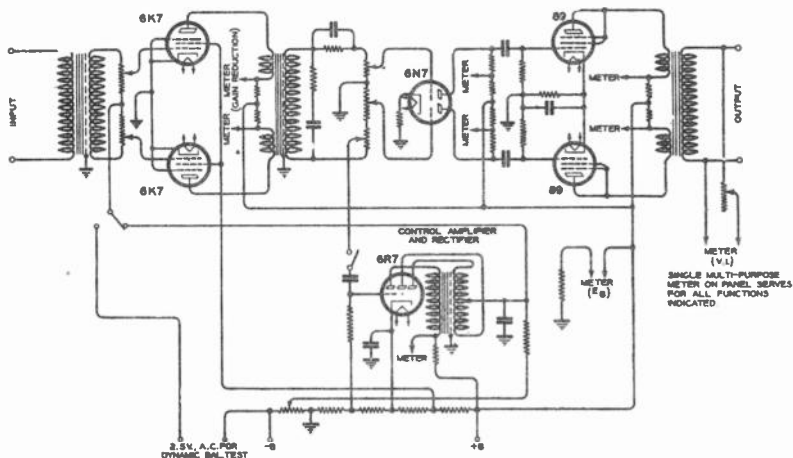 6K7
89
6N7
INPUT
METER
(GAIN REDUCTION)
METER
METER
METER
METER
METER
OUTPUT
6K7
89
CONTROL AMPLIFIER
AND RECTIFIER
6R7
METER
METER
(EB)
METER
(V.I.)
SINGLE MULTI-PURPOSE
METER ON PANEL SERVES
FOR ALL FUNCTIONS
INDICATED
2.5V., A.C. FOR
DYNAMIC BAL. TEST
-B
+B